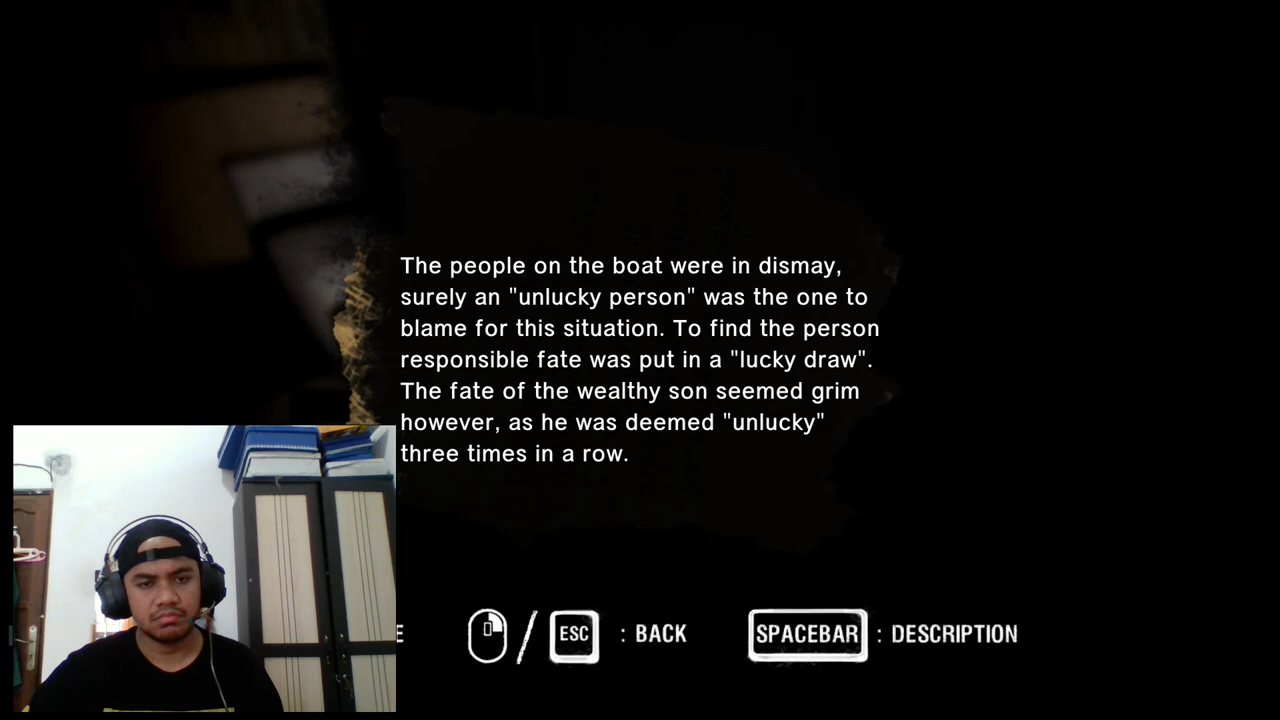 The people on the boat were in dismay,
surely an "unlucky person" was the one to
blame for this situation. To find the person
responsible fate was put in a "lucky draw".
The fate of the wealthy son seemed grim
however, as he was deemed "unlucky"
three times in a row.
E
ESC : BACK
SPACEBAR : DESCRIPTION